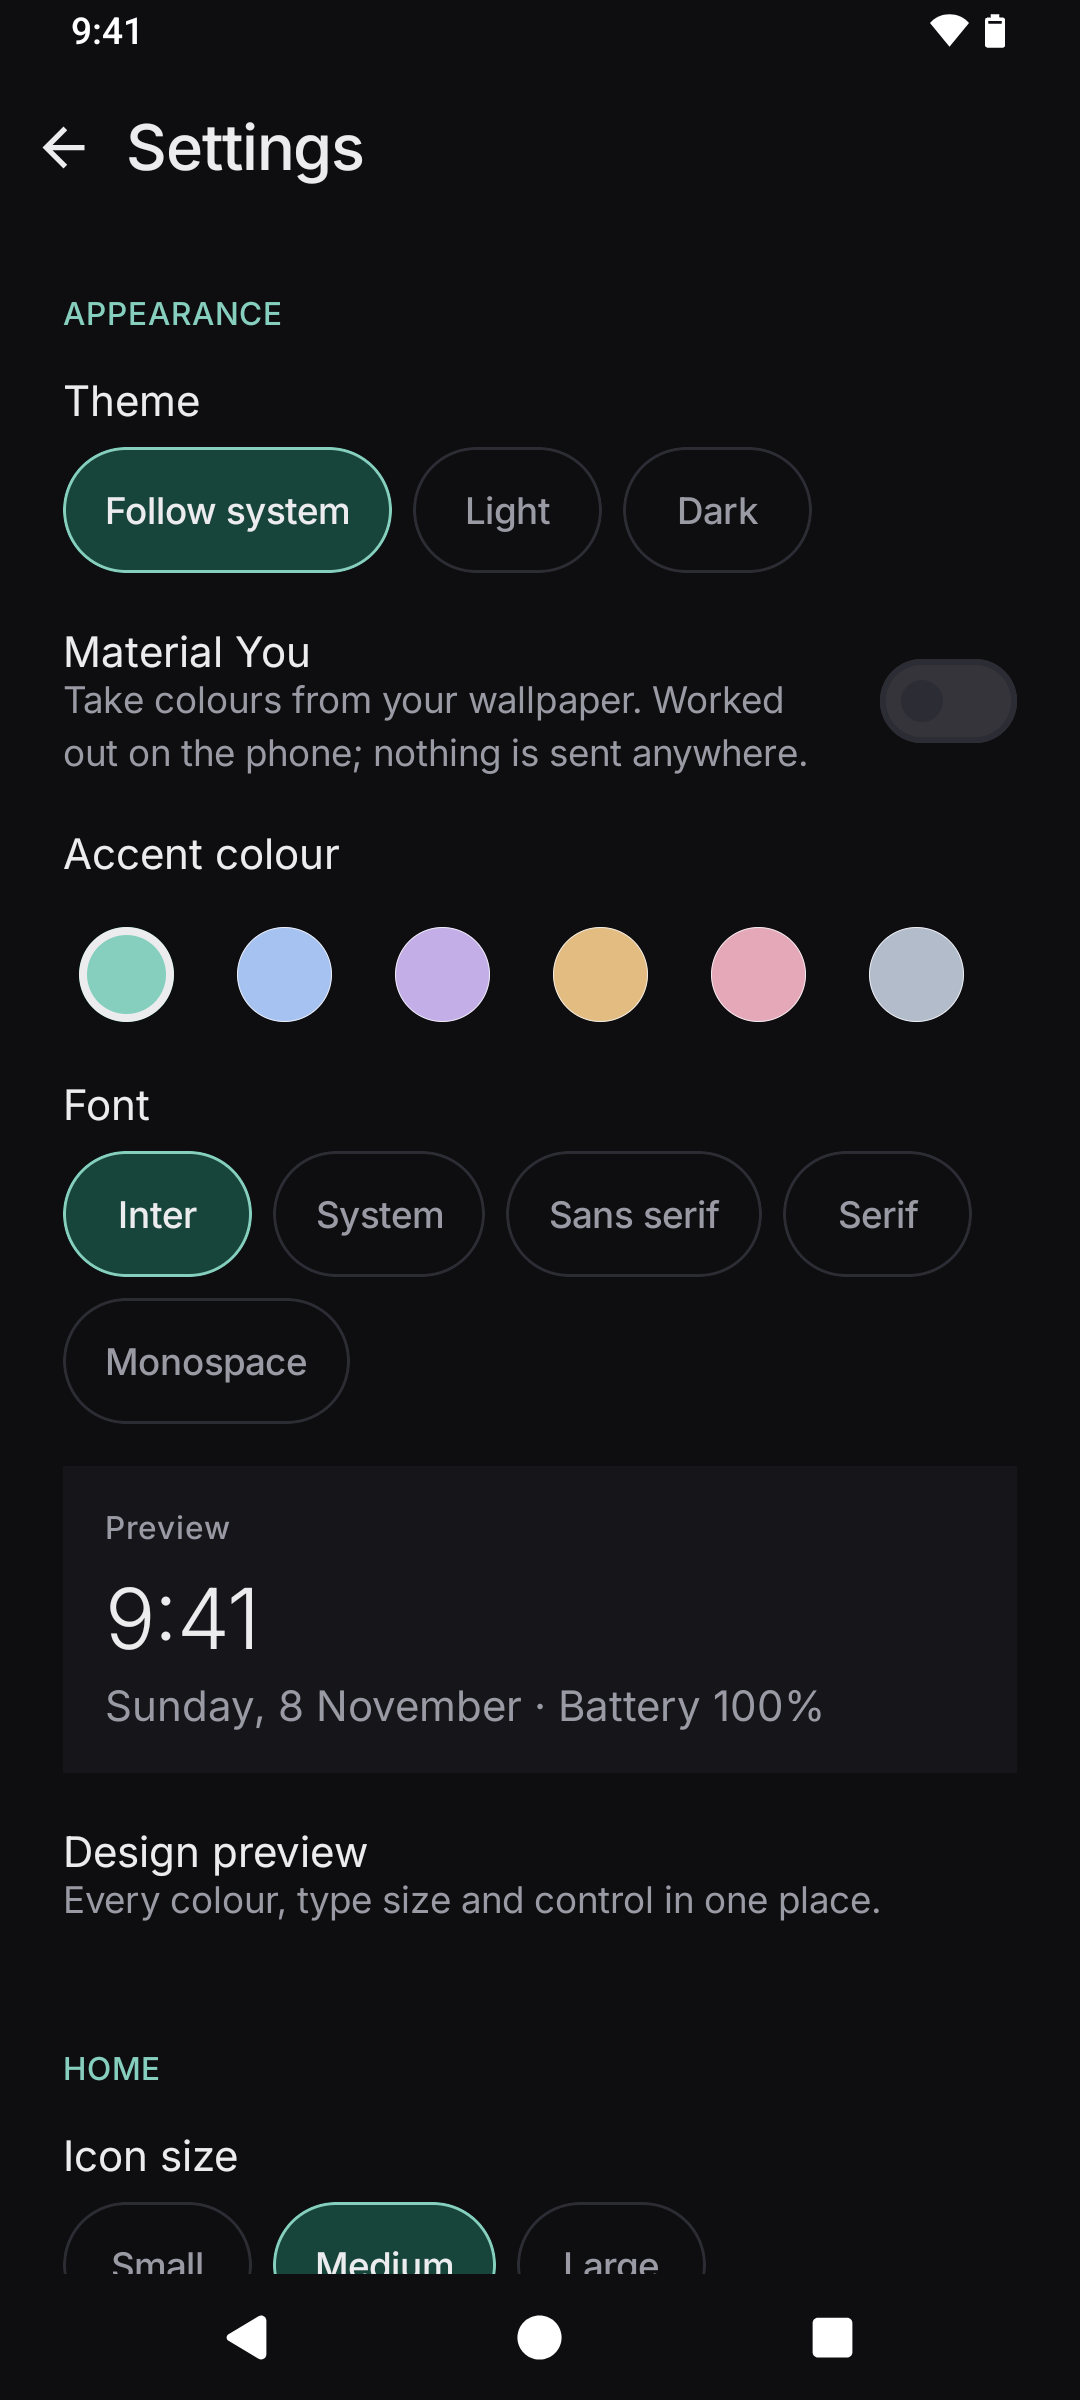 9:41
Settings
APPEARANCE
Theme
Follow system
Light
Dark
Material You
Take colours from your wallpaper. Worked
out on the phone; nothing is sent anywhere.
Accent colour
Font
Inter
System
Sans serif
Serif
Monospace
Preview
9:41
Sunday, 8 November · Battery 100%
Design preview
Every colour, type size and control in one place.
HOME
Icon size
Small
Medium
Large